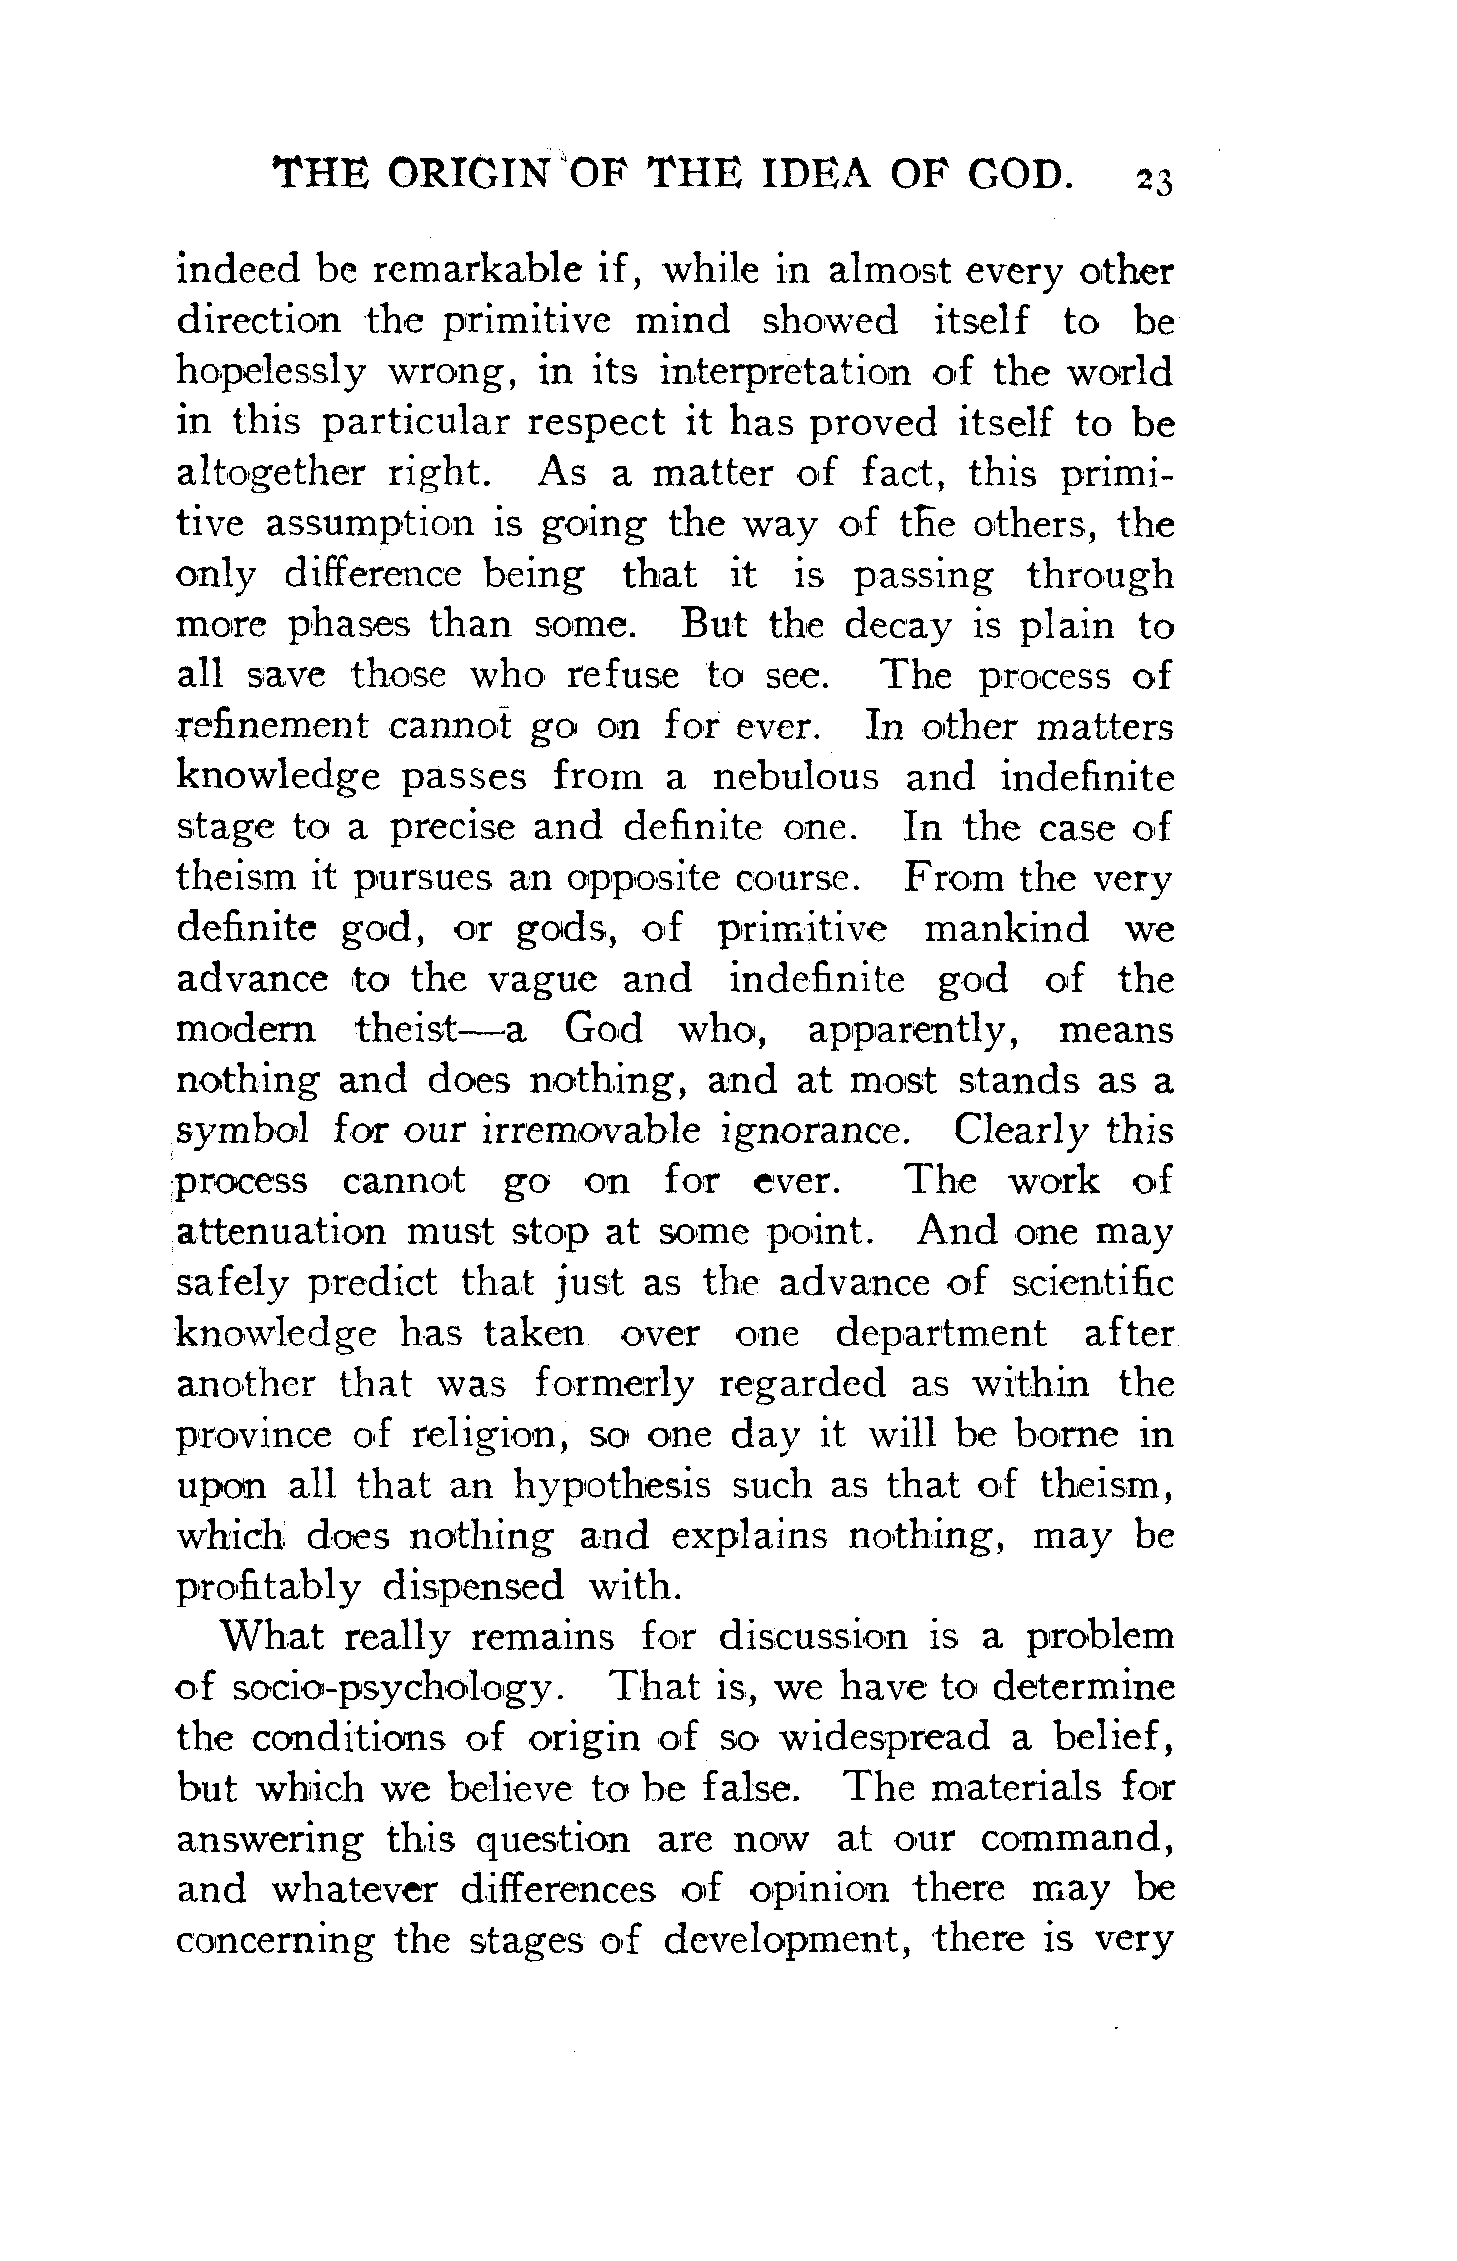 THE ORIGIN OF THE IDEA OF GOD. 23
indeed be remarkable if, while in almost every other
direction the primitive mind showed itself to be
hopelessly wrong, in its interpretation of the world
in this particular respect it has proved itself to be
altogether right. As a matter of fact, this primi-
tive assumption is going the way of the others, the
only difference being that it is passing through
more phases than some. But the decay is plain to
all save those who refuse to see. The process of
refinement cannot go on for ever. In other matters
knowledge passes from a nebulous and indefinite
stage to a precise and definite one. In the case of
theism it pursues an opposite course. From the very
definite god, or gods, of primitive mankind we
advance to the vague and indefinite god of the
modern theist—a God who, apparently, means
nothing and does nothing, and at most stands as a
symbol for our irremovable ignorance. Clearly this
process cannot go on for ever. The work of
attenuation must stop at some point. And one may
safely predict that just as the advance of scientific
knowledge has taken over one department after
another that was formerly regarded as within the
province of religion, so one day it will be borne in
upon all that an hypothesis such as that of theism,
which does nothing and explains nothing, may be
profitably dispensed with.
What really remains for discussion is a problem
of socio-psychology. That is, we have to determine
the conditions of origin of so widespread a belief,
but which we believe to be false. The materials for
answering this question are now at our command,
and whatever differences of opinion there may be
concerning the stages of development, there is very